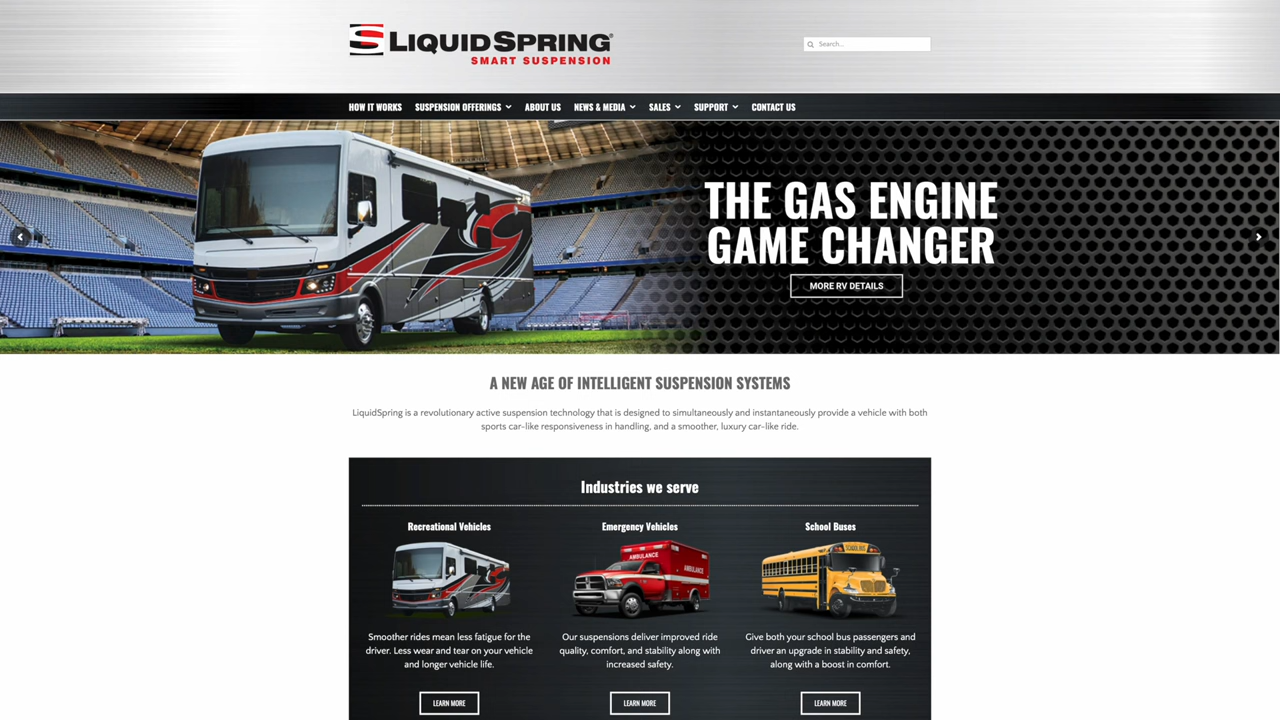 LIQUIDSPRING®
SMART SUSPENSION
Search...
HOW IT WORKS SUSPENSION OFFERINGS ABOUT US NEWS & MEDIA SALES SUPPORT CONTACT US
THE GAS ENGINE
GAME CHANGER
MORE RV DETAILS
A NEW AGE OF INTELLIGENT SUSPENSION SYSTEMS
LiquidSpring is a revolutionary active suspension technology that is designed to simultaneously and instantaneously provide a vehicle with both
sports car-like responsiveness in handling, and a smoother, luxury car-like ride.
Industries we serve
Recreational Vehicles
Emergency Vehicles
School Buses
AMBULANCE
AMBULANCE
SCHOOL BUS
Smoother rides mean less fatigue for the
driver. Less wear and tear on your vehicle
and longer vehicle life.
Our suspensions deliver improved ride
quality, comfort, and stability along with
increased safety.
Give both your school bus passengers and
driver an upgrade in stability and safety,
along with a boost in comfort.
LEARN MORE
LEARN MORE
LEARN MORE